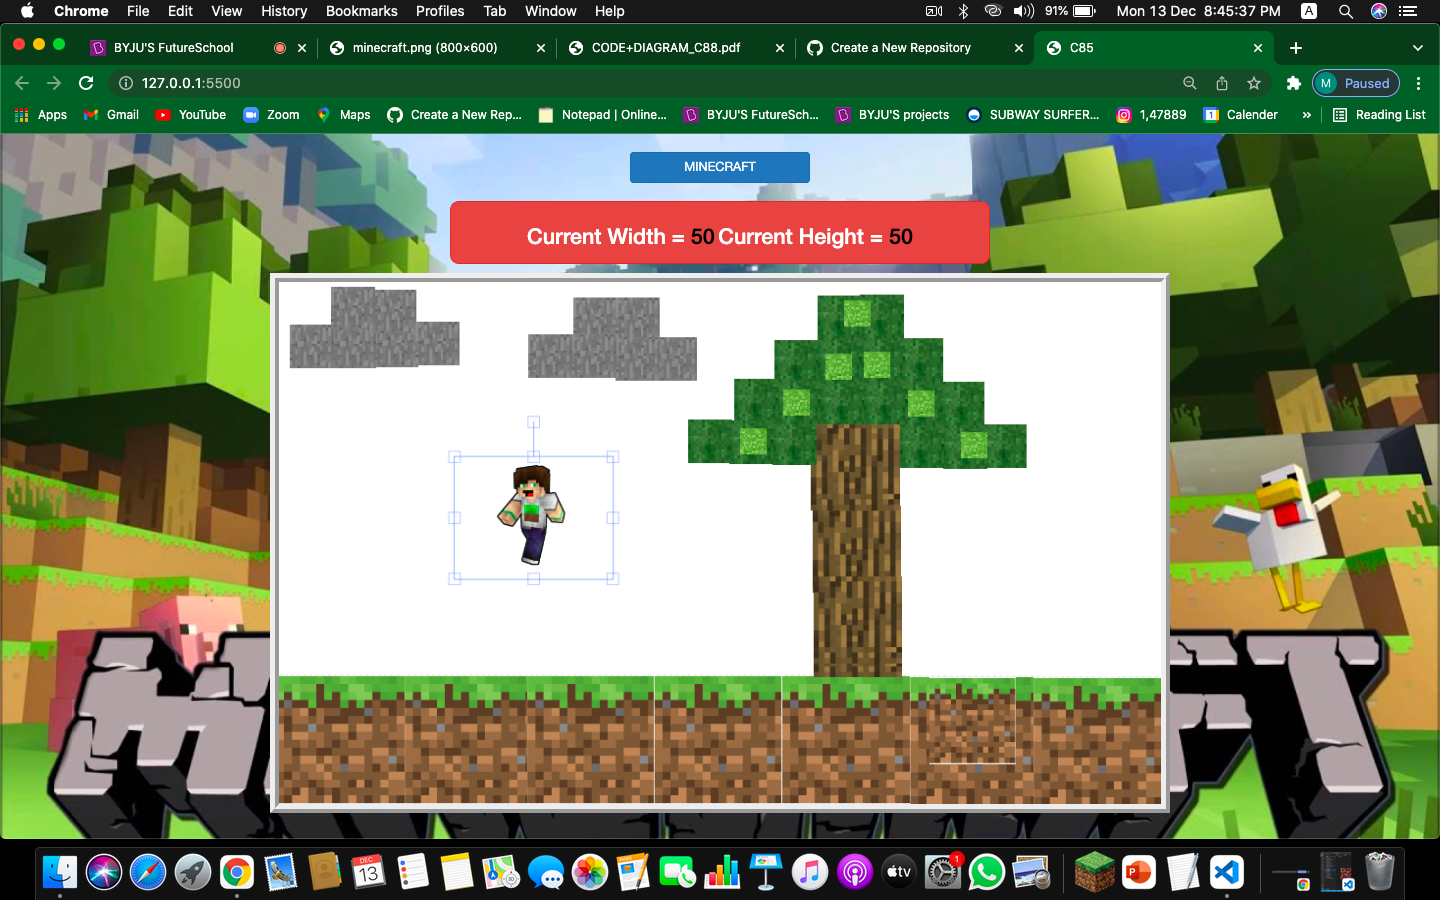 Chrome File Edit View History Bookmarks Profiles Tab Window Help 91% Mon 13 Dec 8:45:37 PM A
BYJU'S FutureSchool minecraft.png (800×600) CODE+DIAGRAM_C88.pdf Create a New Repository C85
127.0.0.1:5500 M Paused
Apps Gmail YouTube Zoom Maps Create a New Rep... Notepad | Online... BYJU'S FutureSch... BYJU'S projects SUBWAY SURFER... 1,47889 1 Calender » Reading List
MINECRAFT
Current Width = 50 Current Height = 50
DEC
13
tv
1
P